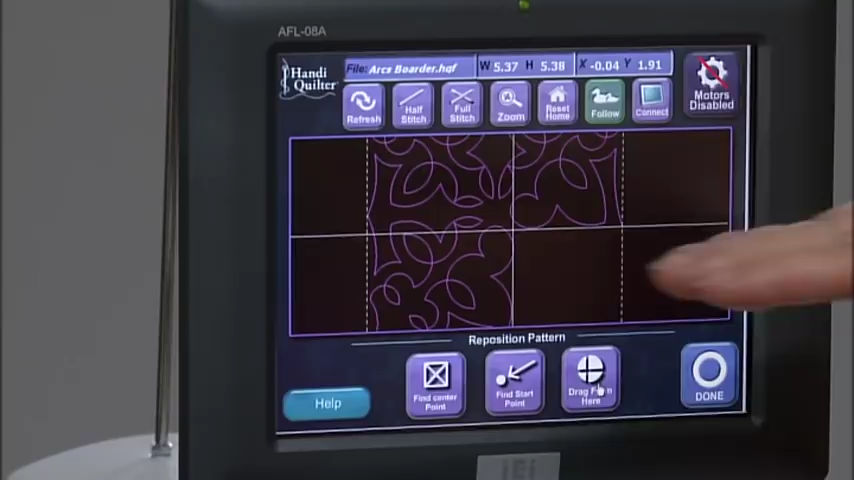 AFL-08A
Handi Quilter
File: Arcs Boarder.hqf
W 5.37 H 5.38
X -0.04 Y 1.91
Motors Disabled
Refresh
Half Stitch
Full Stitch
Zoom
Reset Home
Follow
Connect
Reposition Pattern
Help
Find center Point
Find Start Point
Drag From Here
DONE